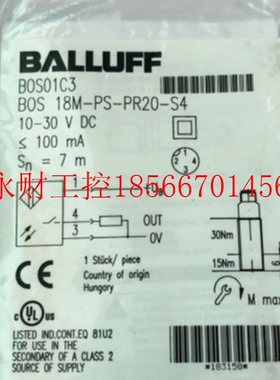 BALLUFF
BOS01C3
BOS 18M-PS-PR20-S4
10-30 V DC
≤ 100 mA
Sn = 7 m
永财工控18566701456
4 OUT
3 0V
30Nm
15Nm
1 Stück/ piece
Country of origin
Hungary
M max
CE
c UL us
LISTED IND.CONT.EQ 81U2
FOR USE IN THE
SECONDARY OF A CLASS 2
SOURCE OF SUPPLY
*183158*